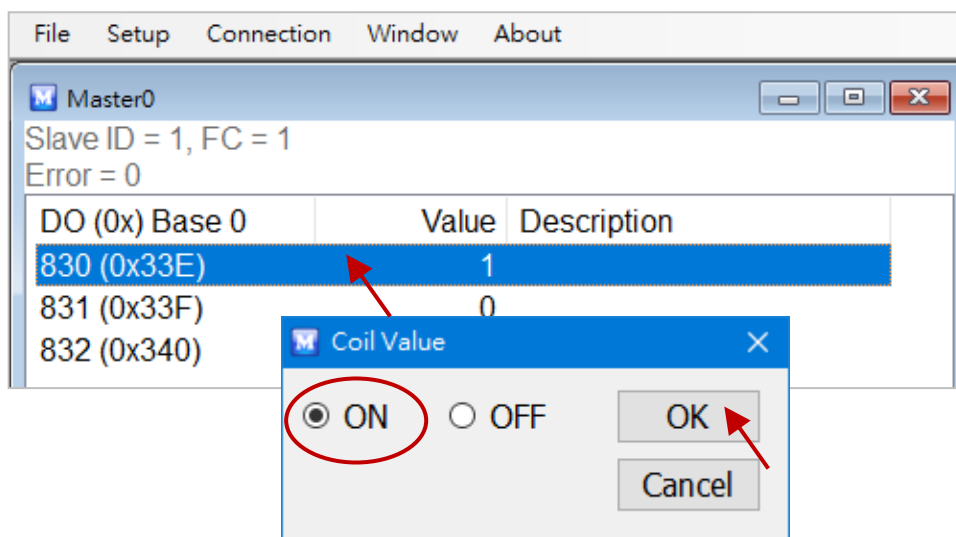 File Setup Connection Window About
Master0
Slave ID = 1, FC = 1
Error = 0
DO (0x) Base 0 Value Description
830 (0x33E) 1
831 (0x33F) 0
832 (0x340)
Coil Value
ON OFF OK
Cancel